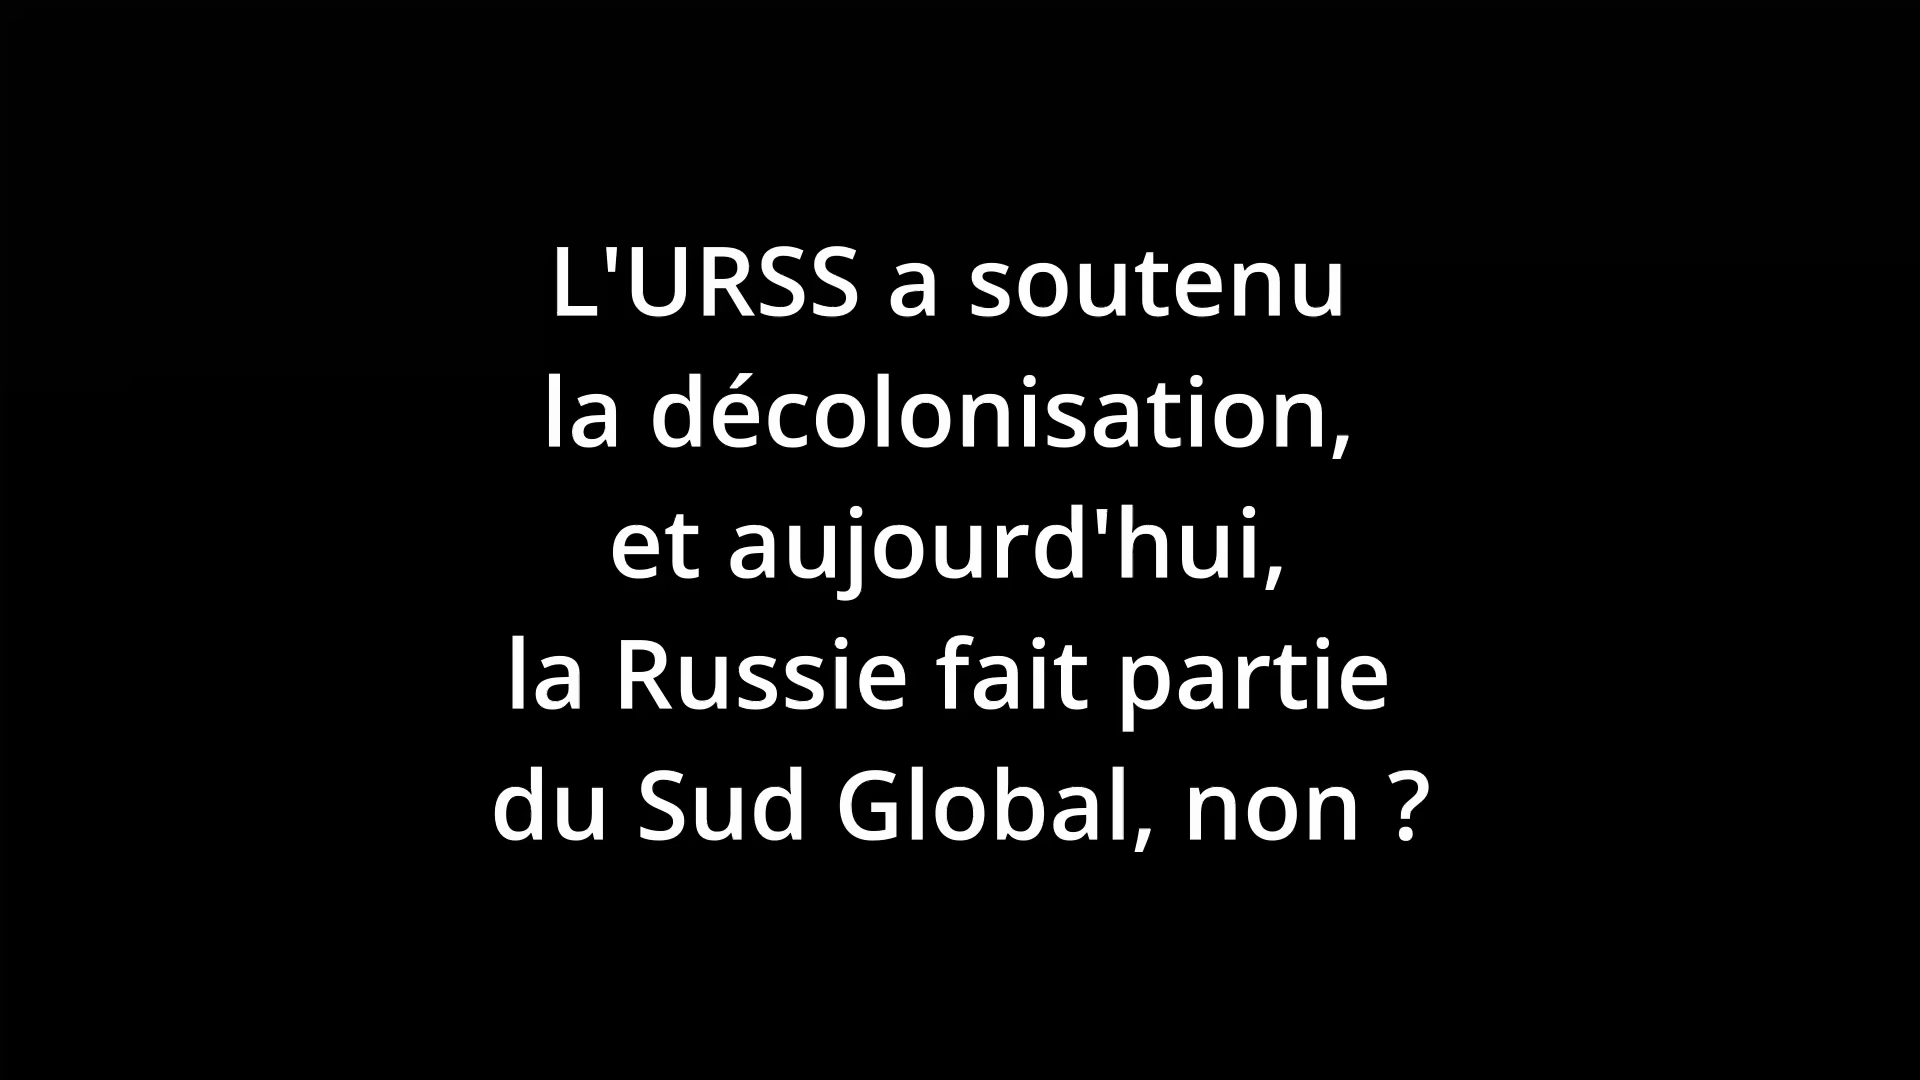 L'URSS a soutenu
la décolonisation,
et aujourd'hui,
la Russie fait partie
du Sud Global, non ?